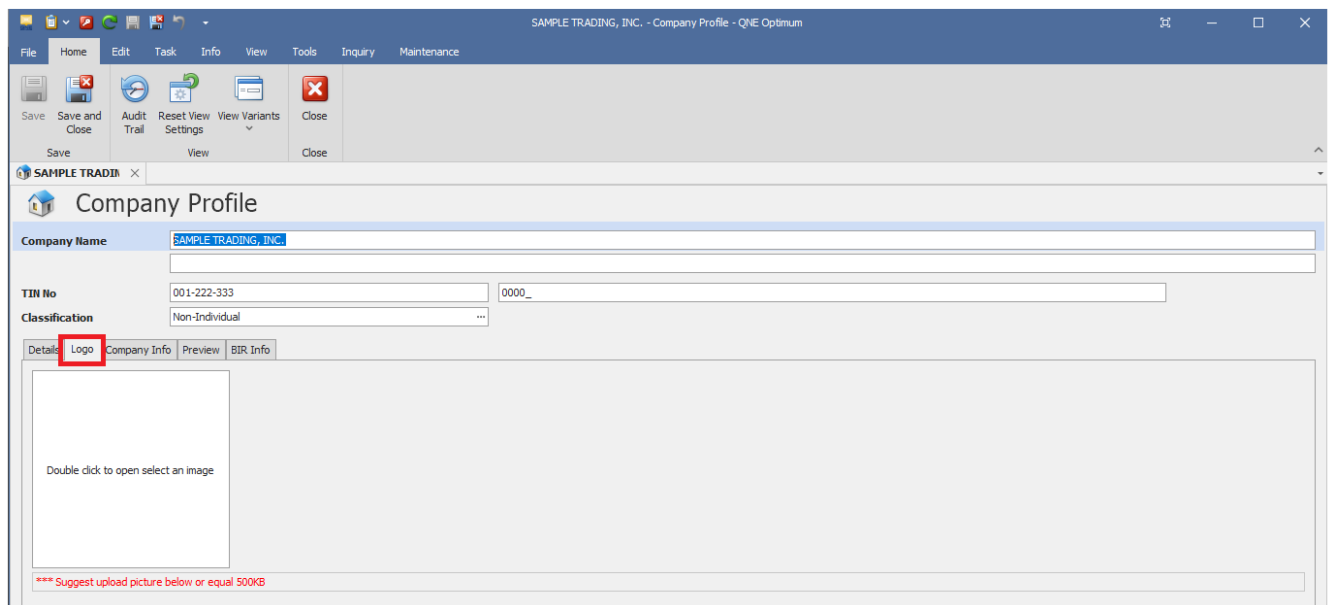 SAMPLE TRADING, INC. - Company Profile - QNE Optimum
File Home Edit Task Info View Tools Inquiry Maintenance
Save Save and Close Audit Trail Reset View Settings View Variants Close
Save View Close
SAMPLE TRADIN
Company Profile
Company Name SAMPLE TRADING, INC.
TIN No 001-222-333 0000_
Classification Non-Individual ...
Details Logo Company Info Preview BIR Info
Double click to open select an image
*** Suggest upload picture below or equal 500KB